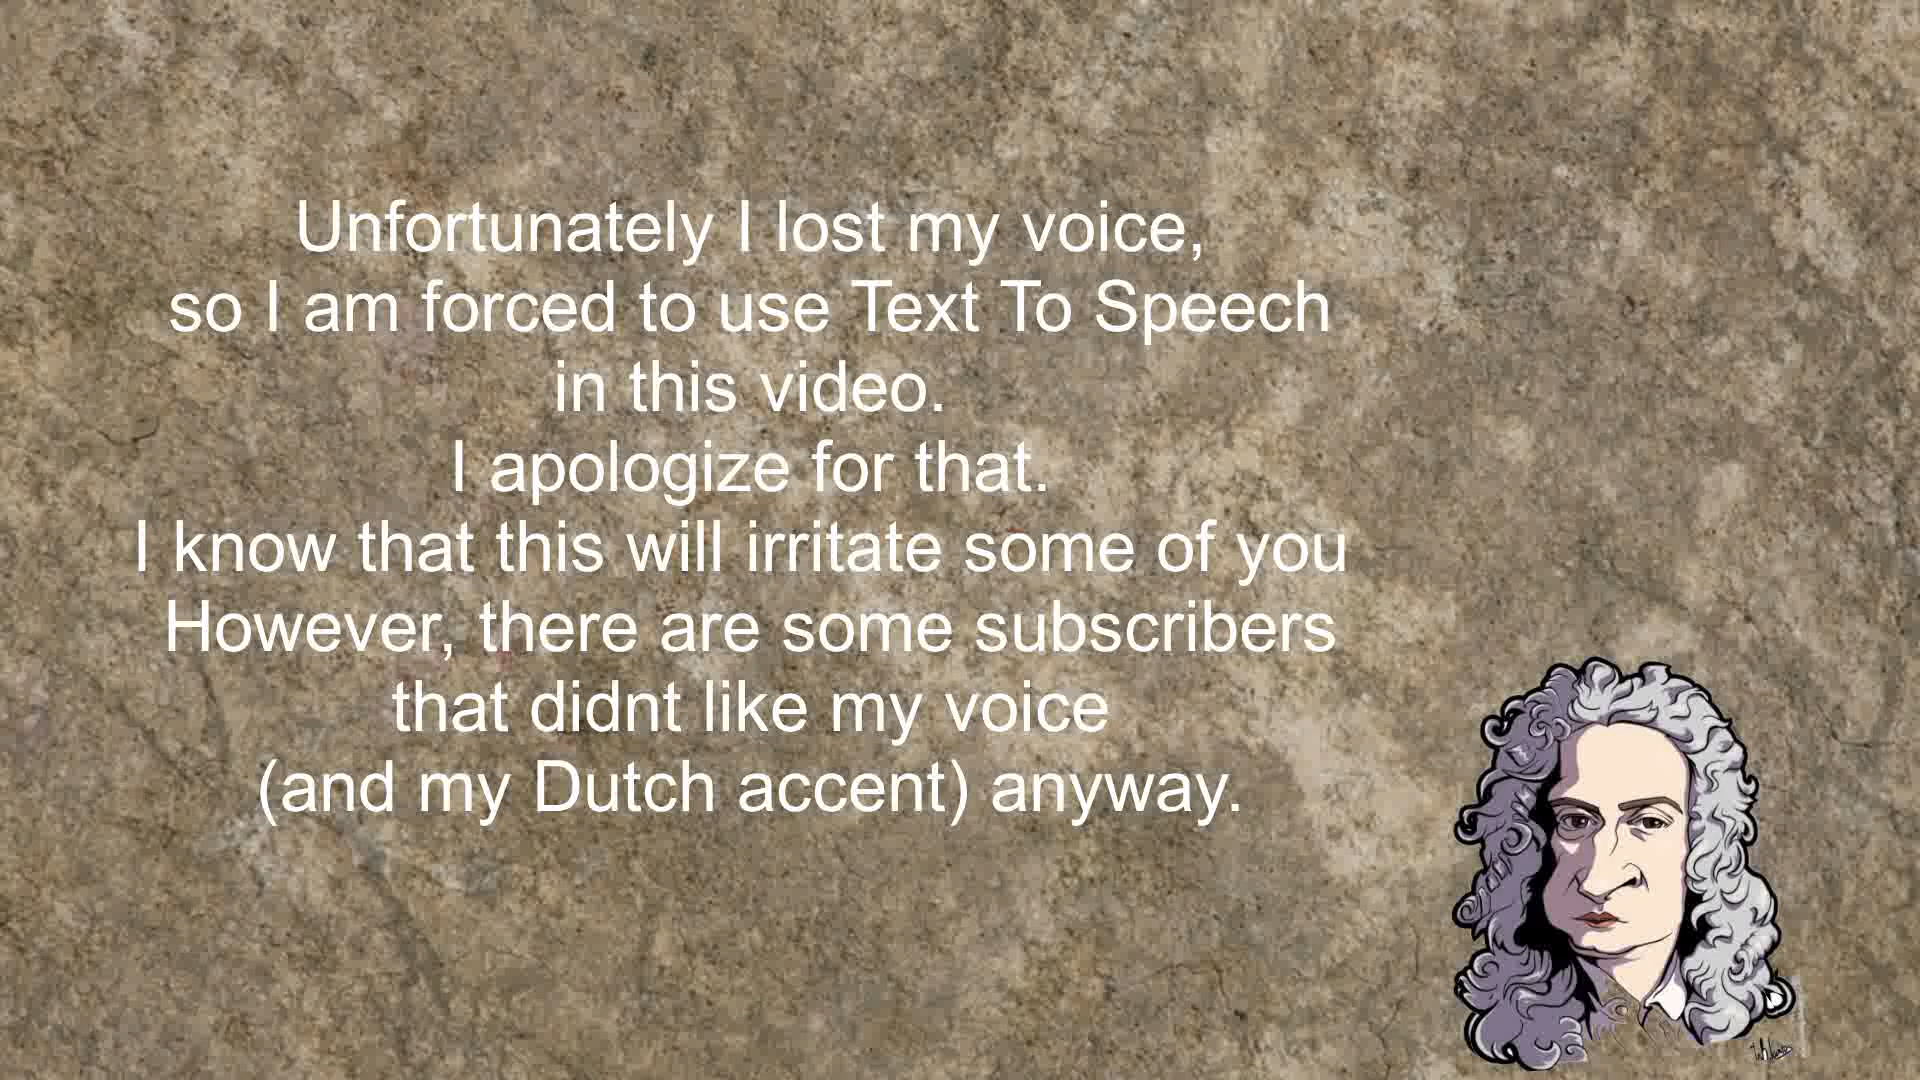 Unfortunately I lost my voice,
so I am forced to use Text To Speech
in this video.
I apologize for that.
I know that this will irritate some of you
However, there are some subscribers
that didnt like my voice
(and my Dutch accent) anyway.